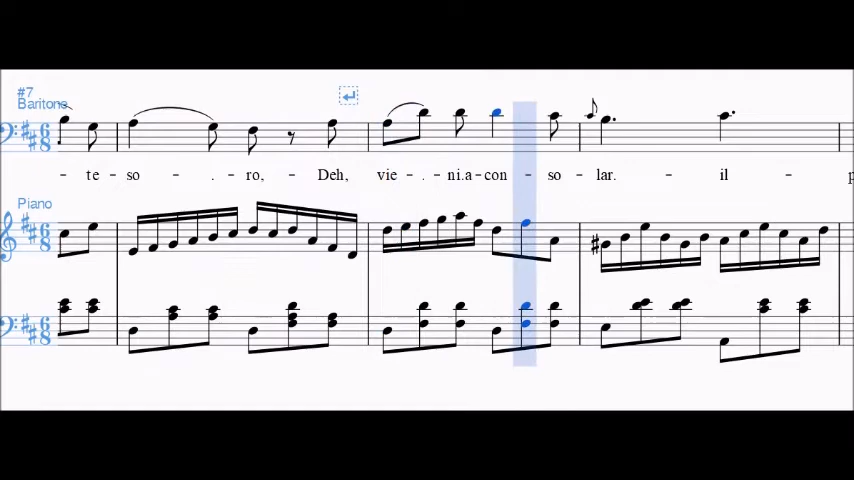 #7
Baritone
- te - so - . - ro, - Deh, vie - . - ni.a - con - so - lar. - il - p
Piano